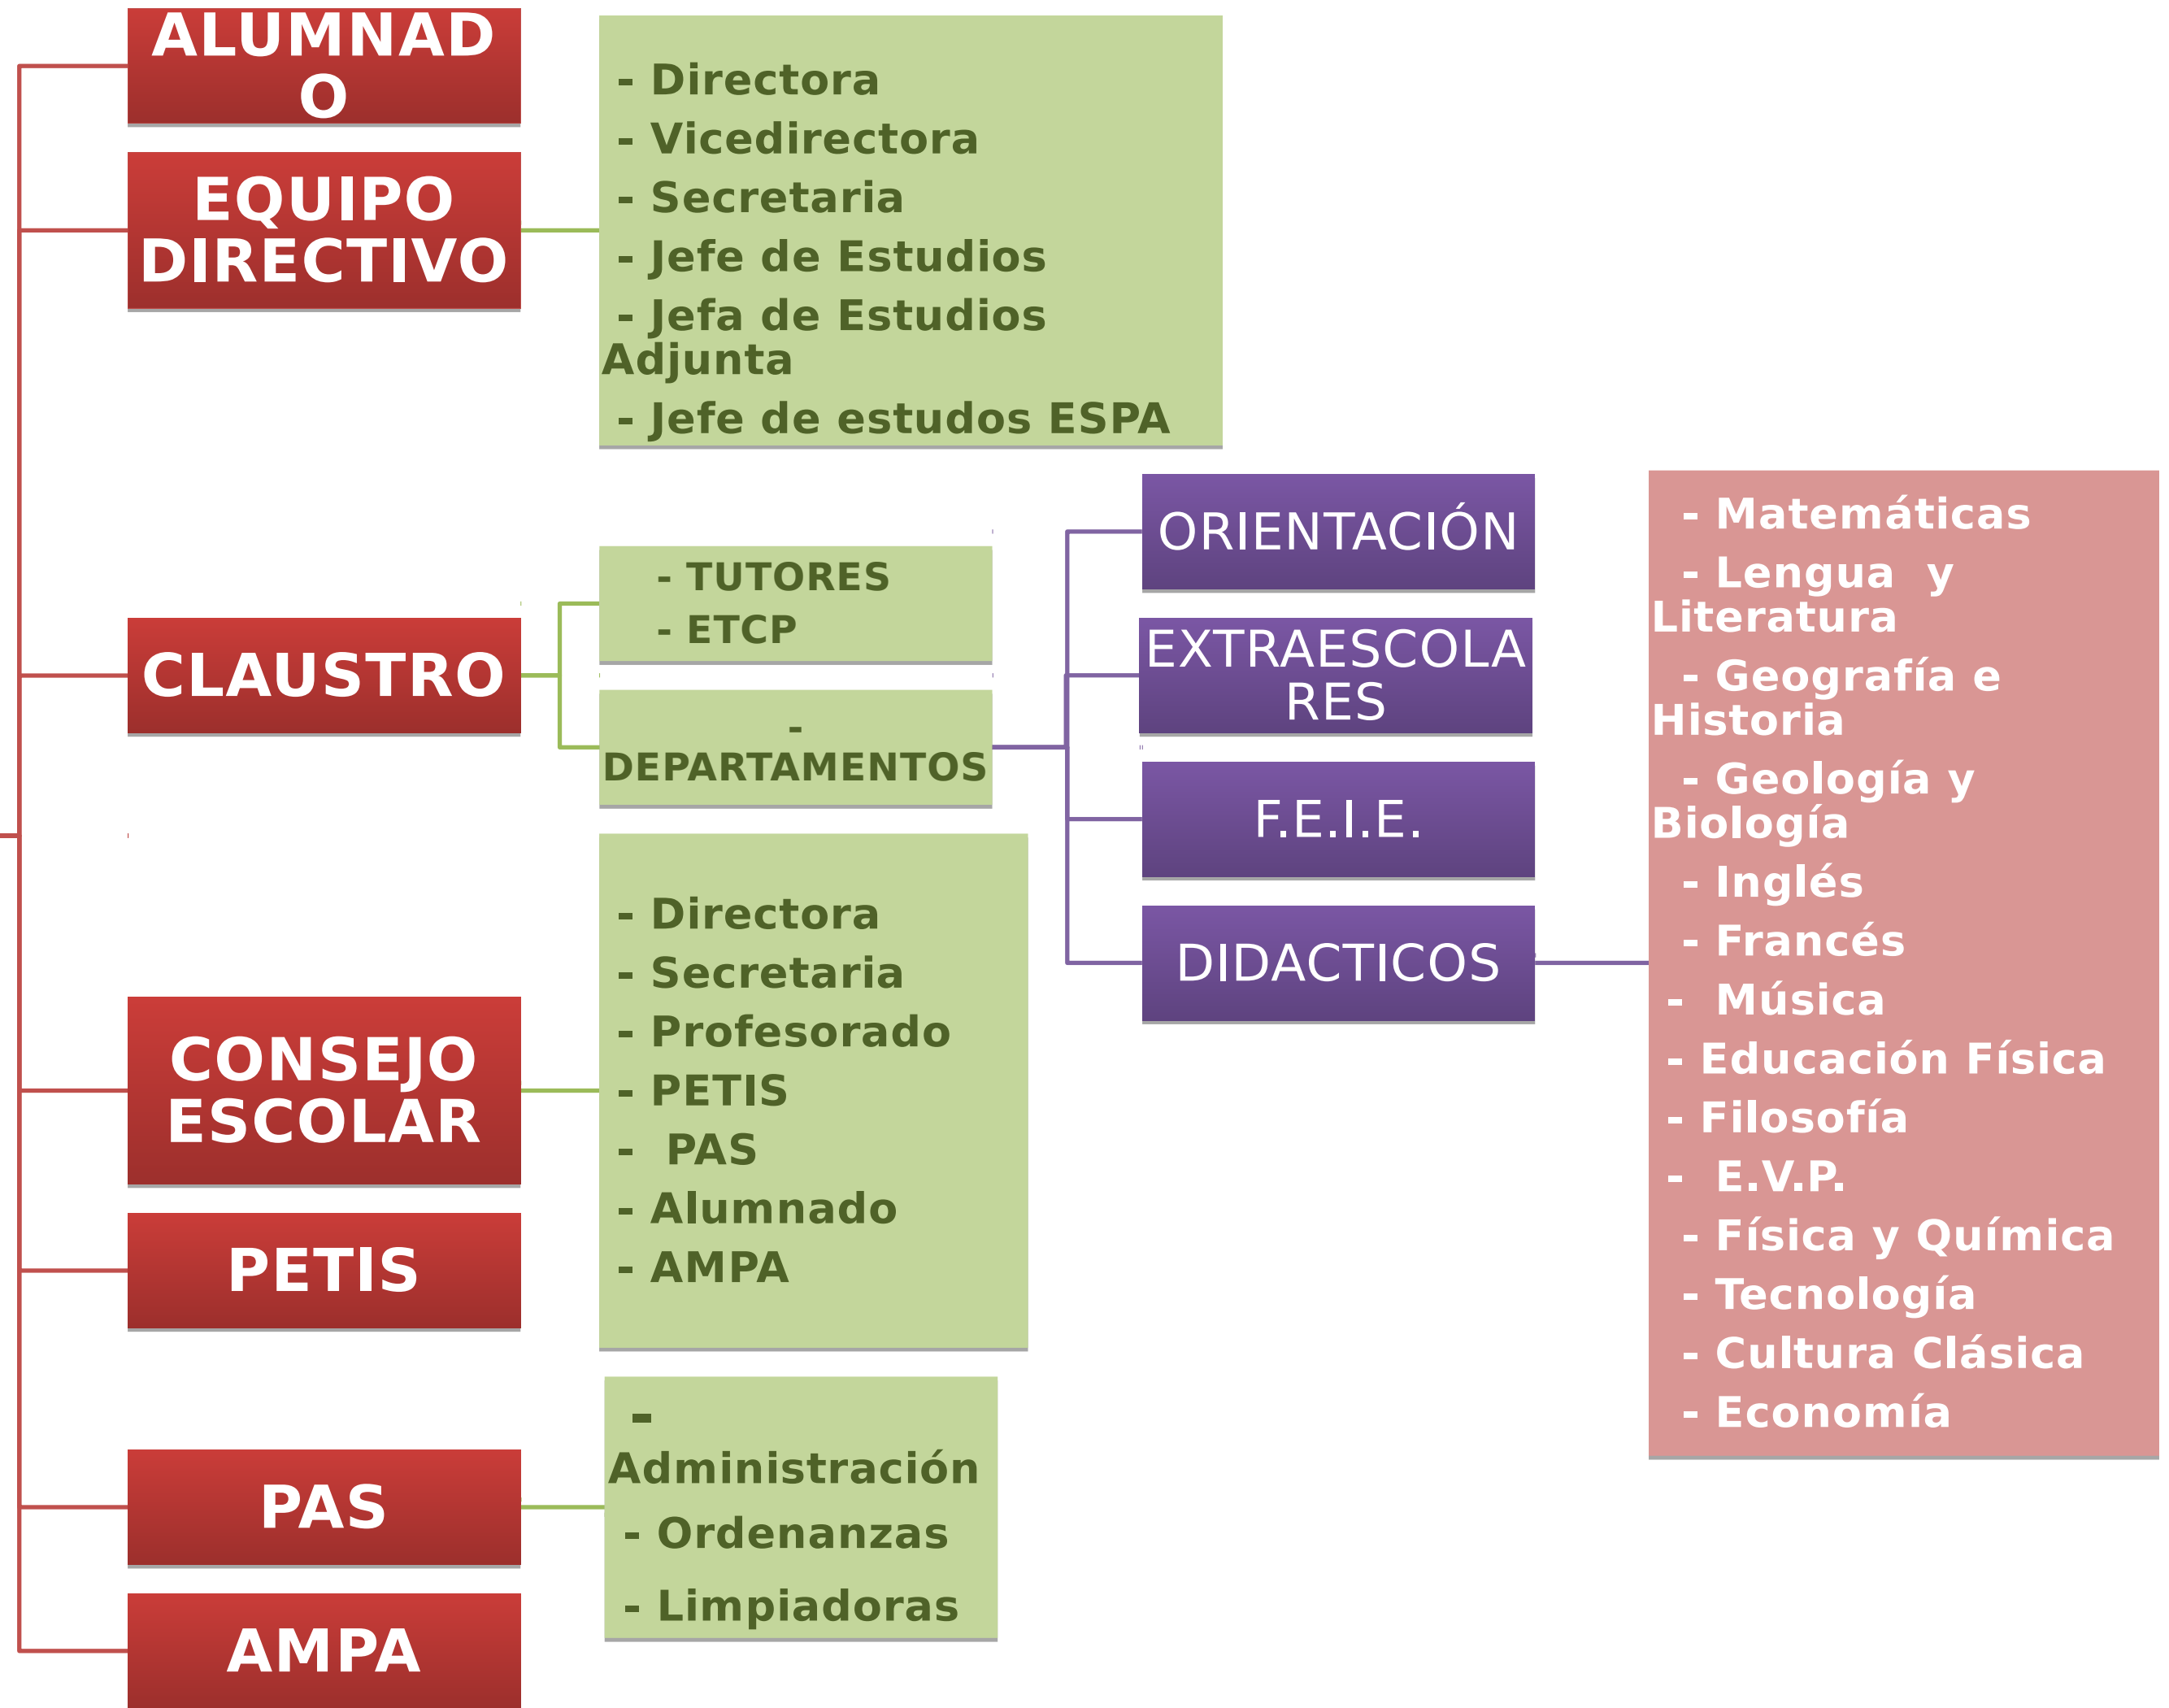 ALUMNAD
O
EQUIPO
DIRECTIVO
- Directora
- Vicedirectora
- Secretaria
- Jefe de Estudios
- Jefa de Estudios
Adjunta
- Jefe de estudos ESPA
CLAUSTRO
- TUTORES
- ETCP
-
DEPARTAMENTOS
ORIENTACIÓN
EXTRAESCOLA
RES
F.E.I.E.
DIDACTICOS
- Matemáticas
- Lengua y
Literatura
- Geografía e
Historia
- Geología y
Biología
- Inglés
- Francés
- Música
- Educación Física
- Filosofía
- E.V.P.
- Física y Química
- Tecnología
- Cultura Clásica
- Economía
CONSEJO
ESCOLAR
- Directora
- Secretaria
- Profesorado
- PETIS
- PAS
- Alumnado
- AMPA
PETIS
PAS
-
Administración
- Ordenanzas
- Limpiadoras
AMPA